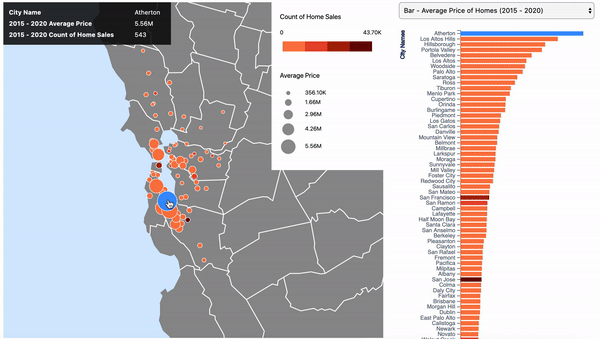 City Name Atherton
2015 - 2020 Average Price 5.56M
2015 - 2020 Count of Home Sales 543
Count of Home Sales
0 43.70K
Average Price
356.10K
1.66M
2.96M
4.26M
5.56M
Bar - Average Price of Homes (2015 - 2020)
City Names
Atherton
Los Altos Hills
Hillsborough
Portola Valley
Belvedere
Los Altos
Woodside
Palo Alto
Saratoga
Ross
Tiburon
Menlo Park
Cupertino
Orinda
Burlingame
Piedmont
Los Gatos
San Carlos
Danville
Mountain View
Belmont
Millbrae
Larkspur
Moraga
Sunnyvale
Mill Valley
Foster City
Redwood City
Sausalito
San Mateo
San Francisco
San Ramon
Campbell
Lafayette
Half Moon Bay
Santa Clara
San Anselmo
Berkeley
Pleasanton
Clayton
San Rafael
Fremont
Pacifica
Milpitas
Albany
San Jose
Colma
Daly City
Fairfax
Brisbane
Morgan Hill
Dublin
East Palo Alto
Calistoga
Newark
Novato